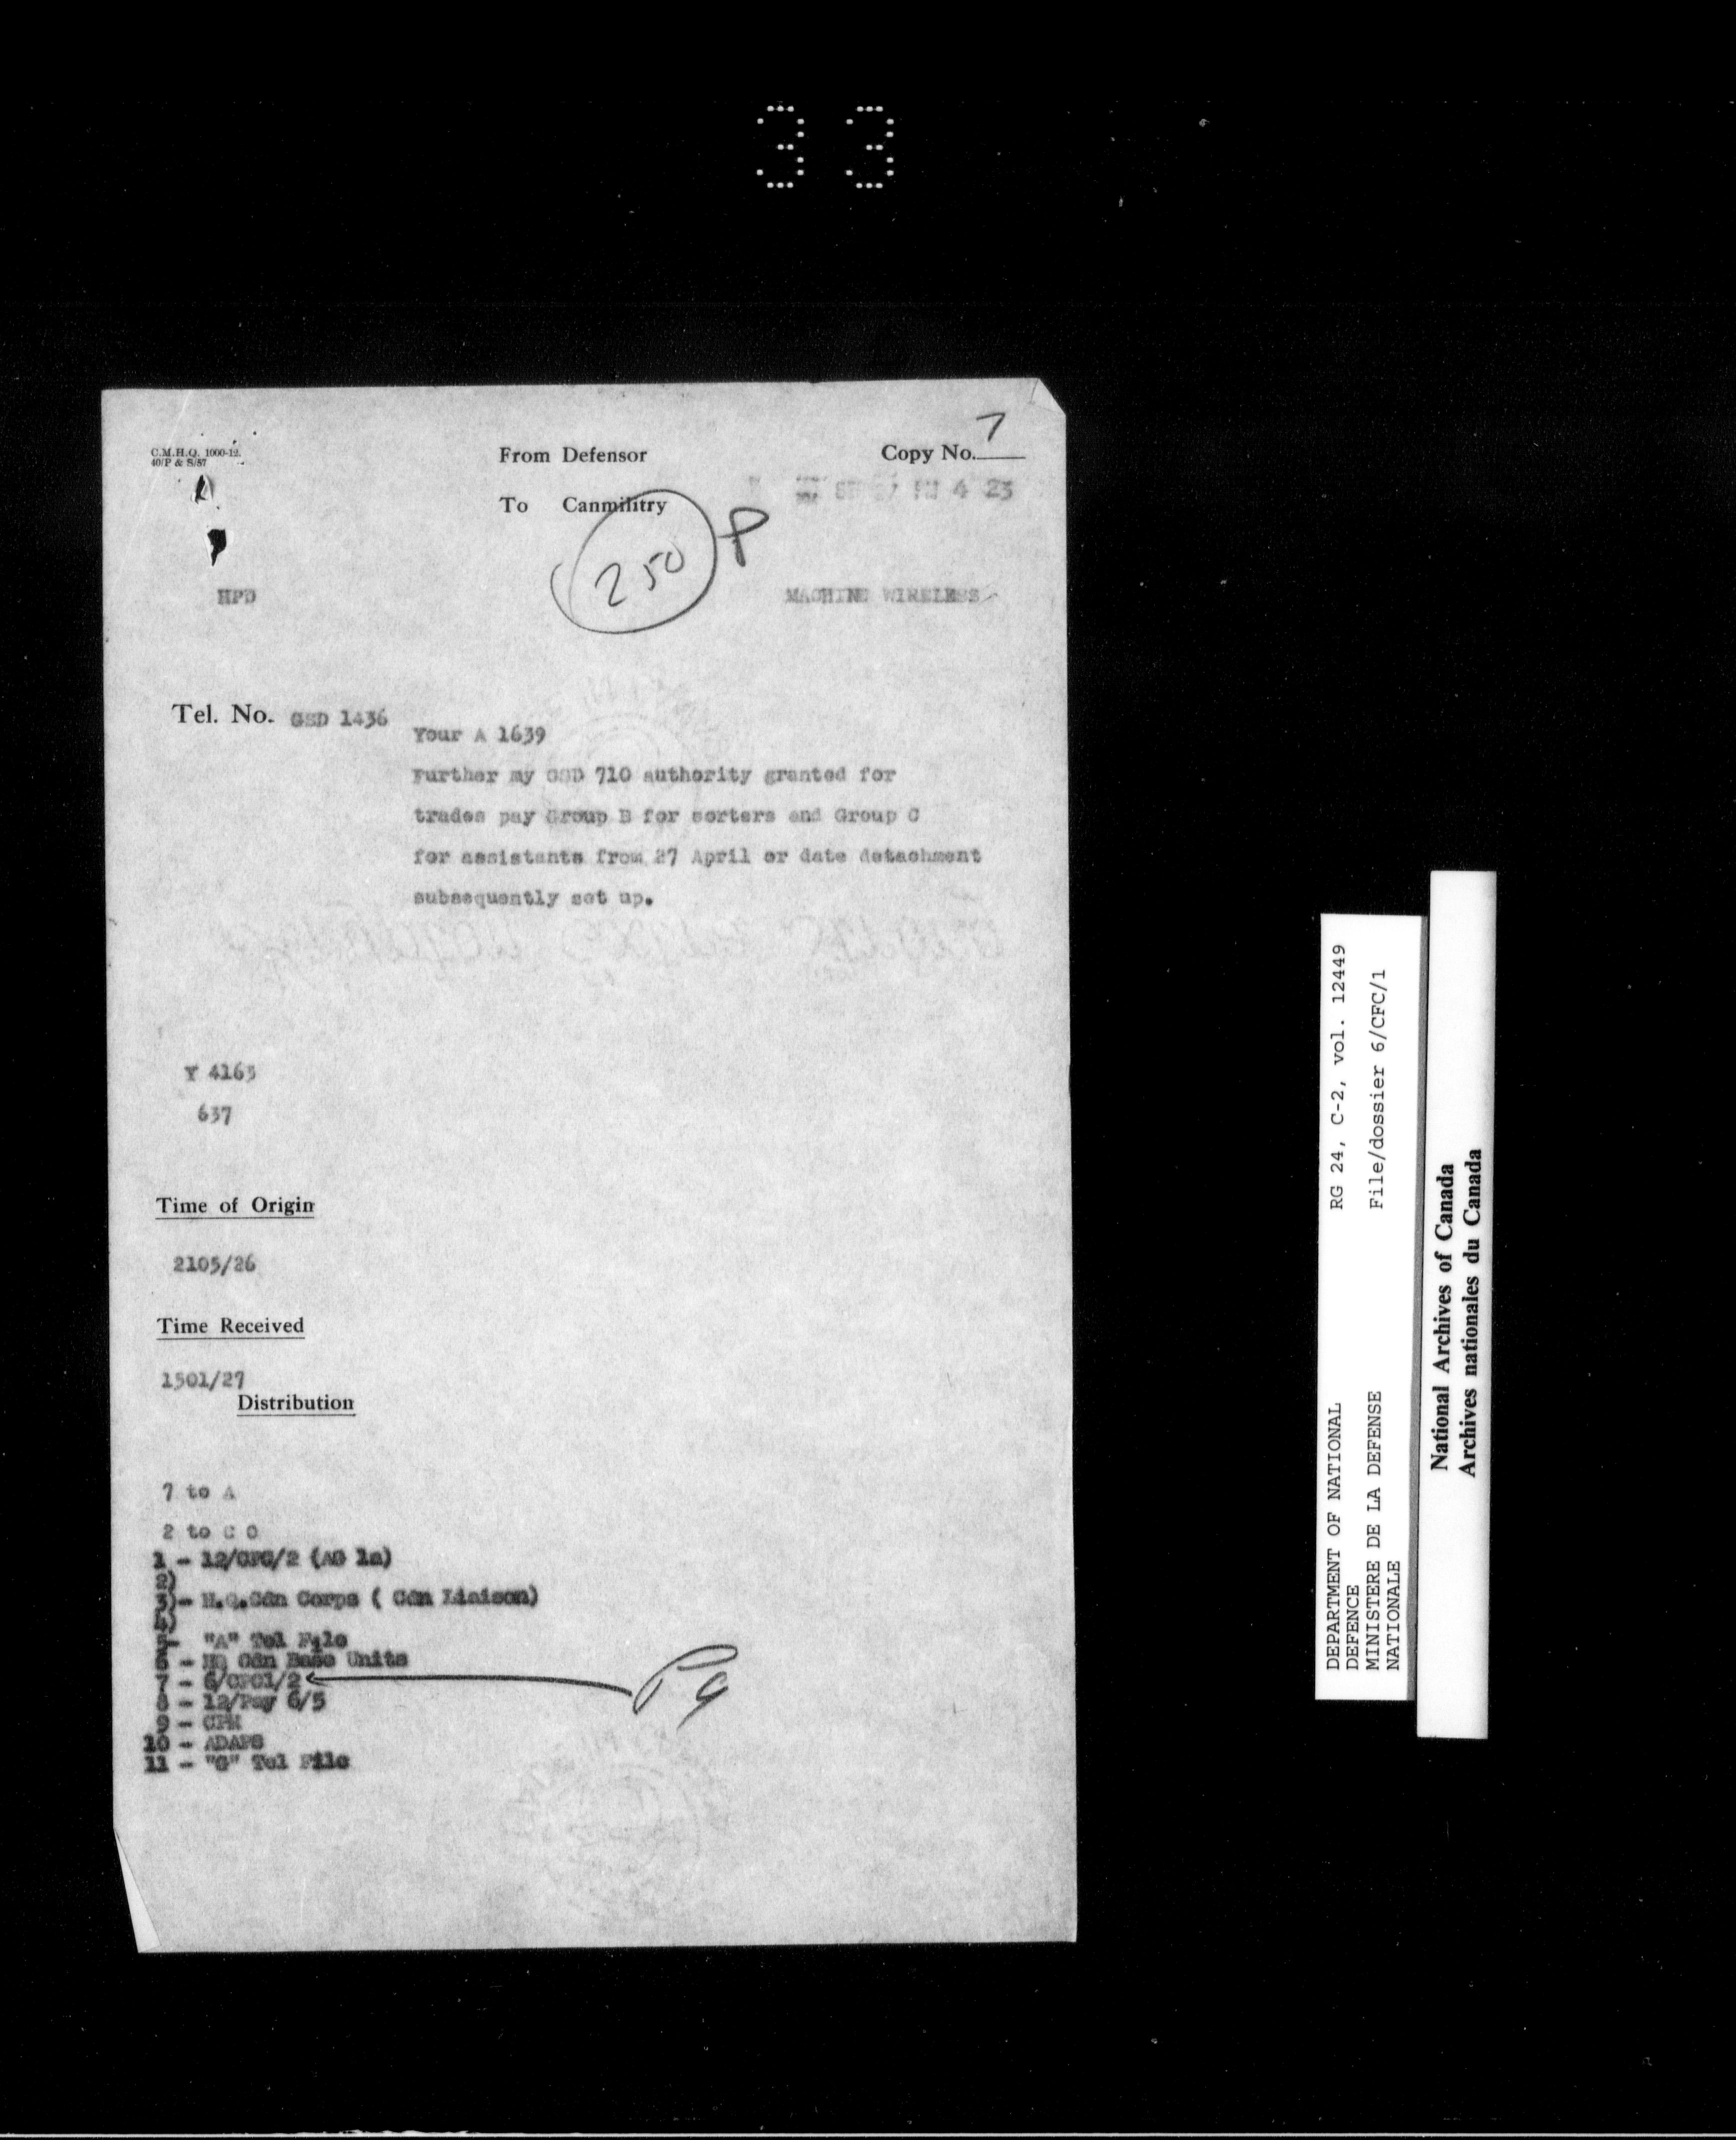 33
C.M.H.Q. 1000-12.
40/P & S/57
From Defensor
Copy No. 7
To Canmilitry
SEP 27 PM 4 23
250
P
HPD
MACHINE WIRELESS
Tel. No. GSD 1436
Your A 1639
Further my GSD 710 authority granted for
trades pay Group B for sorters and Group C
for assistants from 27 April or date detachment
subsequently set up.
Y 4163
637
Time of Origin
2105/26
Time Received
1501/27
Distribution
7 to A
2 to C O
1 - 12/CFC/2 (AG 1a)
2)
3)- H.Q.Cdn Corps ( Cdn Liaison)
4)
5- "A" Tel File
6 - HQ Cdn Base Units
7 - 6/CFC1/2
8 - 12/Pay 6/5
9 - CPM
10 - ADAPS
11 - "G" Tel File
DEPARTMENT OF NATIONAL DEFENCE
MINISTERE DE LA DEFENSE NATIONALE
RG 24, C-2, vol. 12449
File/dossier 6/CFC/1
National Archives of Canada
Archives nationales du Canada